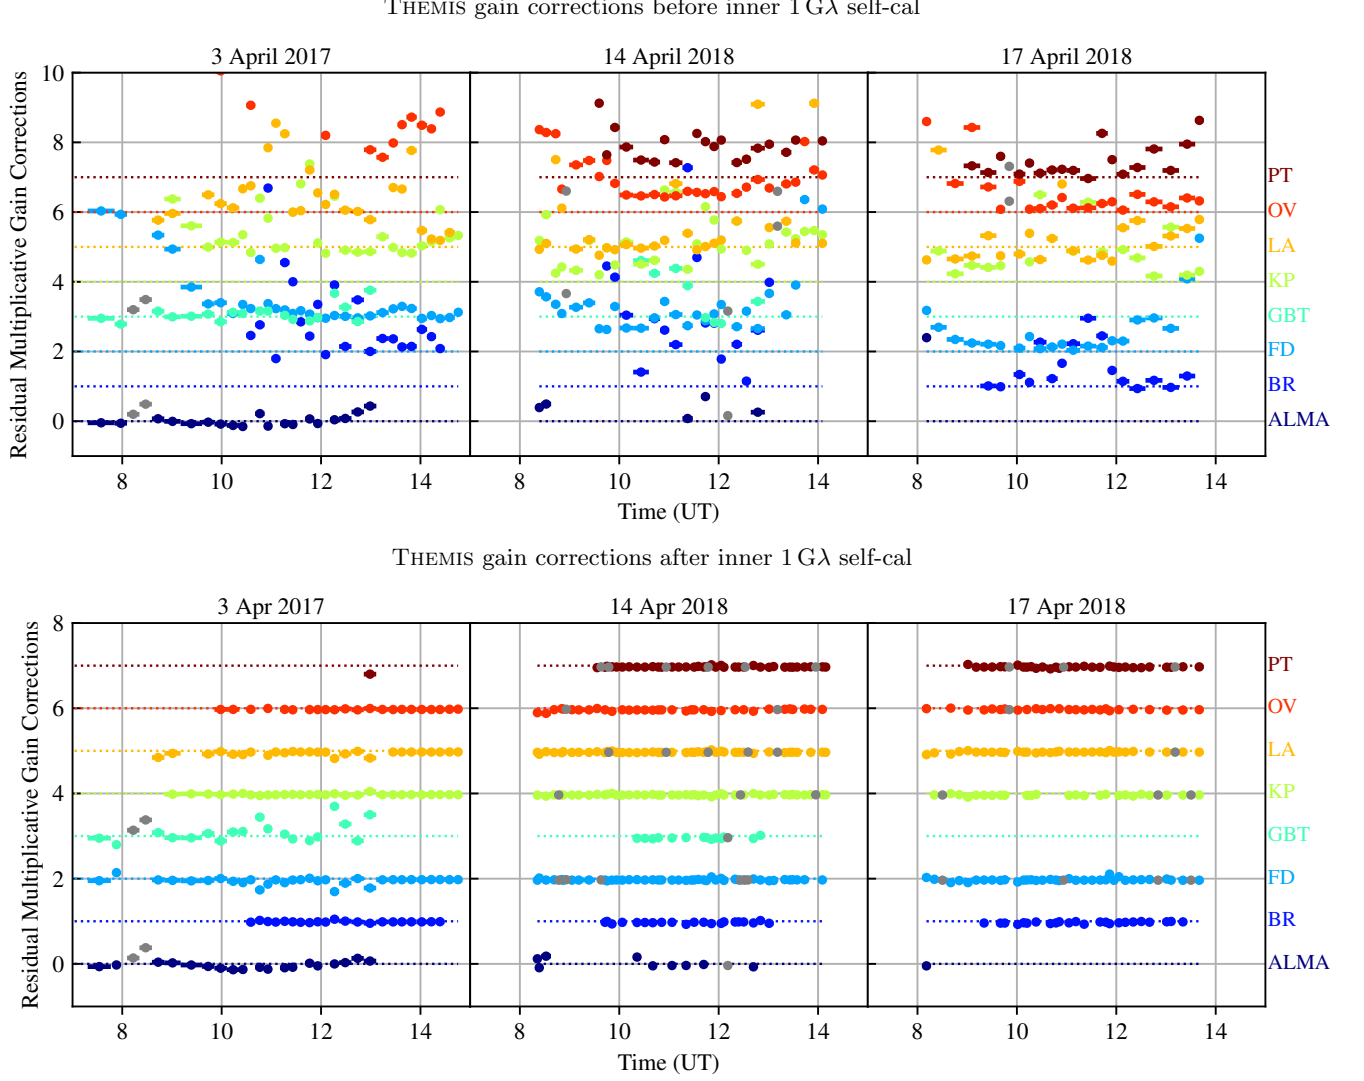 THEMIS gain corrections before inner 1 Gλ self-cal
3 April 2017
14 April 2018
17 April 2018
Residual Multiplicative Gain Corrections
10
8
6
4
2
0
PT
OV
LA
KP
GBT
FD
BR
ALMA
8 10 12 14
8 10 12 14
8 10 12 14
Time (UT)
THEMIS gain corrections after inner 1 Gλ self-cal
3 Apr 2017
14 Apr 2018
17 Apr 2018
Residual Multiplicative Gain Corrections
8
6
4
2
0
PT
OV
LA
KP
GBT
FD
BR
ALMA
8 10 12 14
8 10 12 14
8 10 12 14
Time (UT)